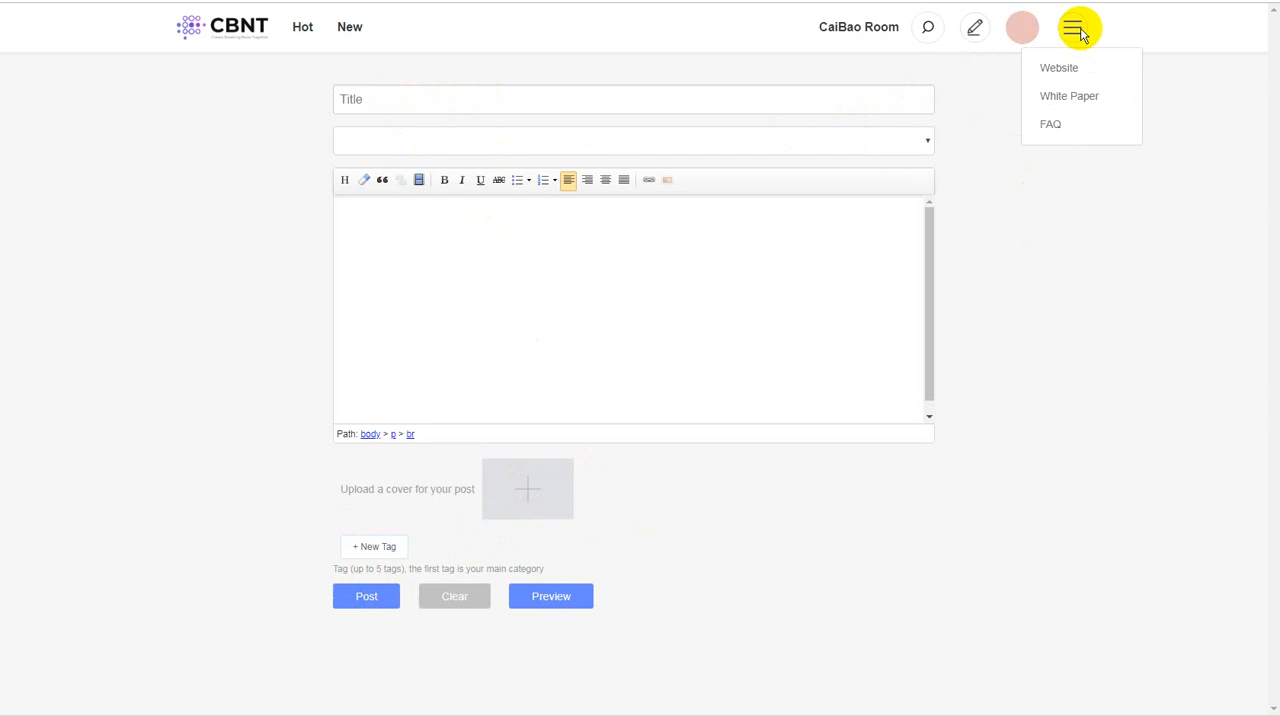 CBNT
Hot
New
CaiBao Room
Website
White Paper
FAQ
Title
H
B I U ABC
Path: body > p > br
Upload a cover for your post
+ New Tag
Tag (up to 5 tags), the first tag is your main category
Post
Clear
Preview